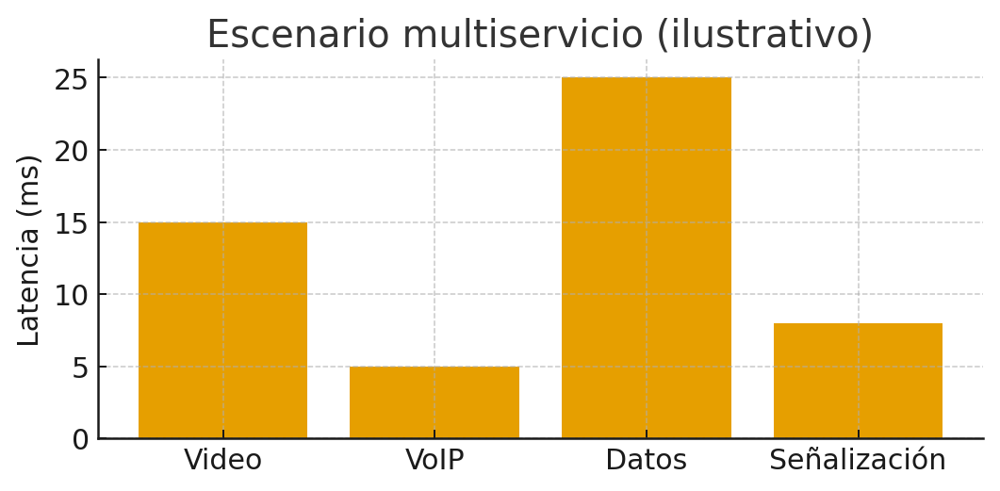 Escenario multiservicio (ilustrativo)
Latencia (ms)
25
20
15
10
5
0
Video VoIP Datos Señalización